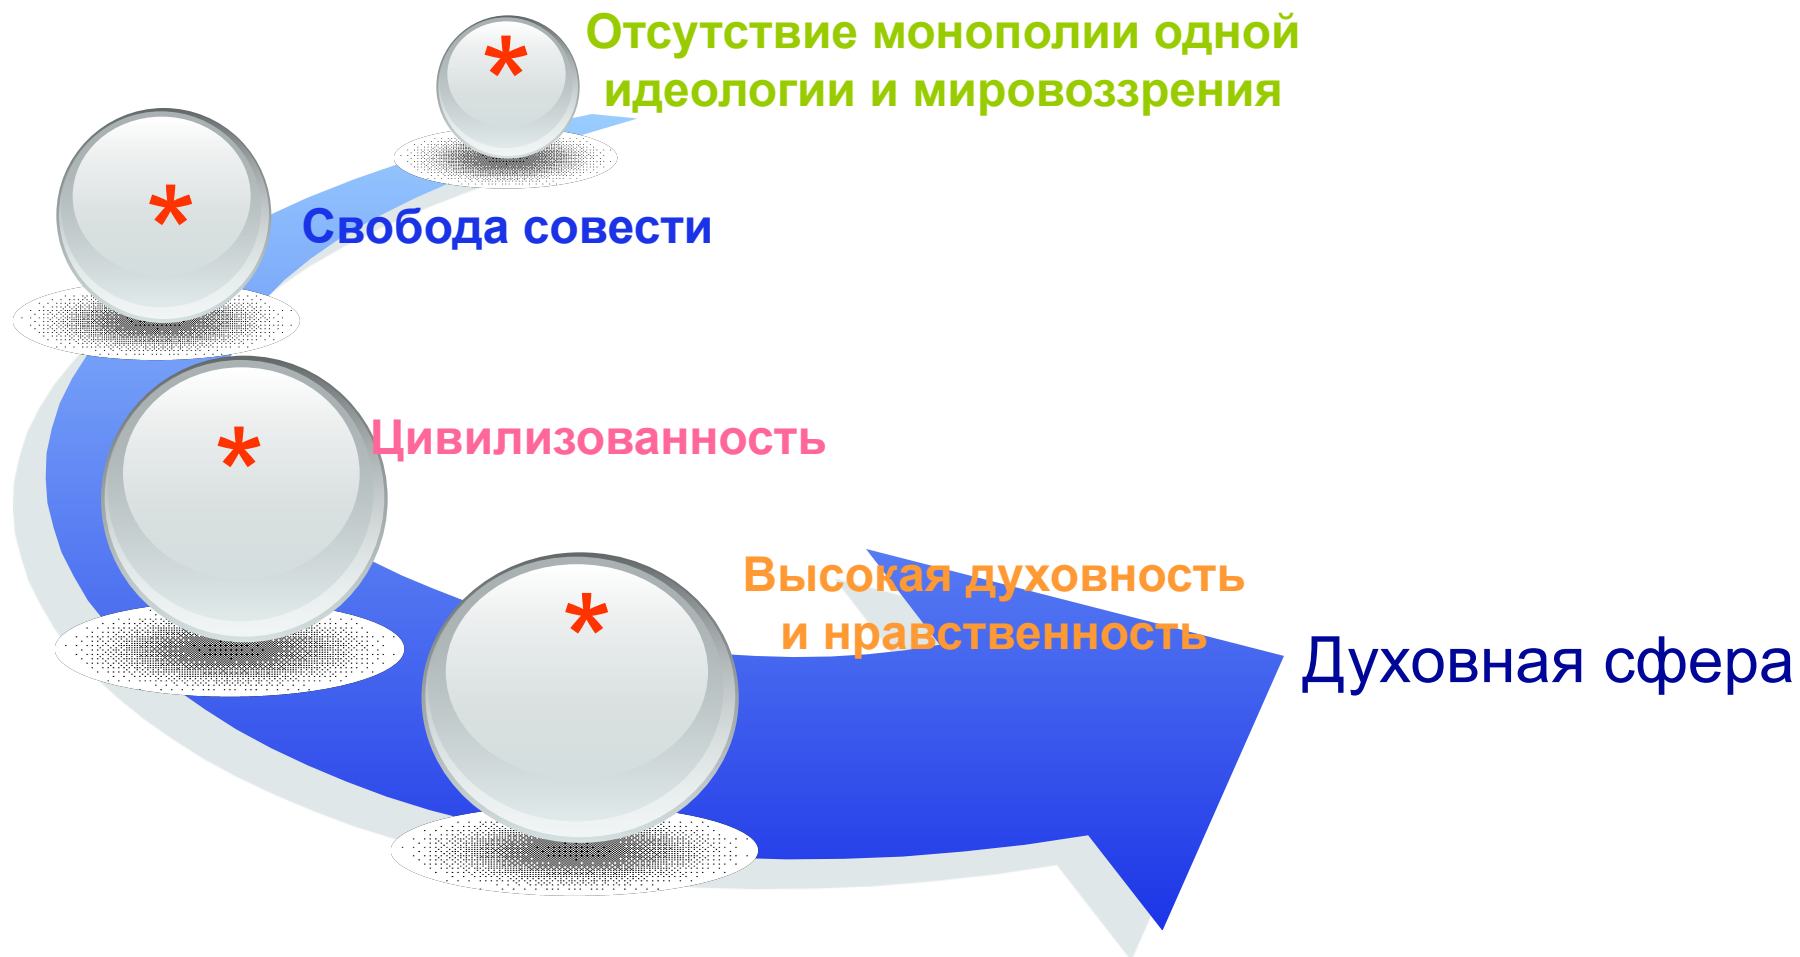 *
Отсутствие монополии одной
идеологии и мировоззрения
*
Свобода совести
*
Цивилизованность
*
Высокая духовность
и нравственность
Духовная сфера